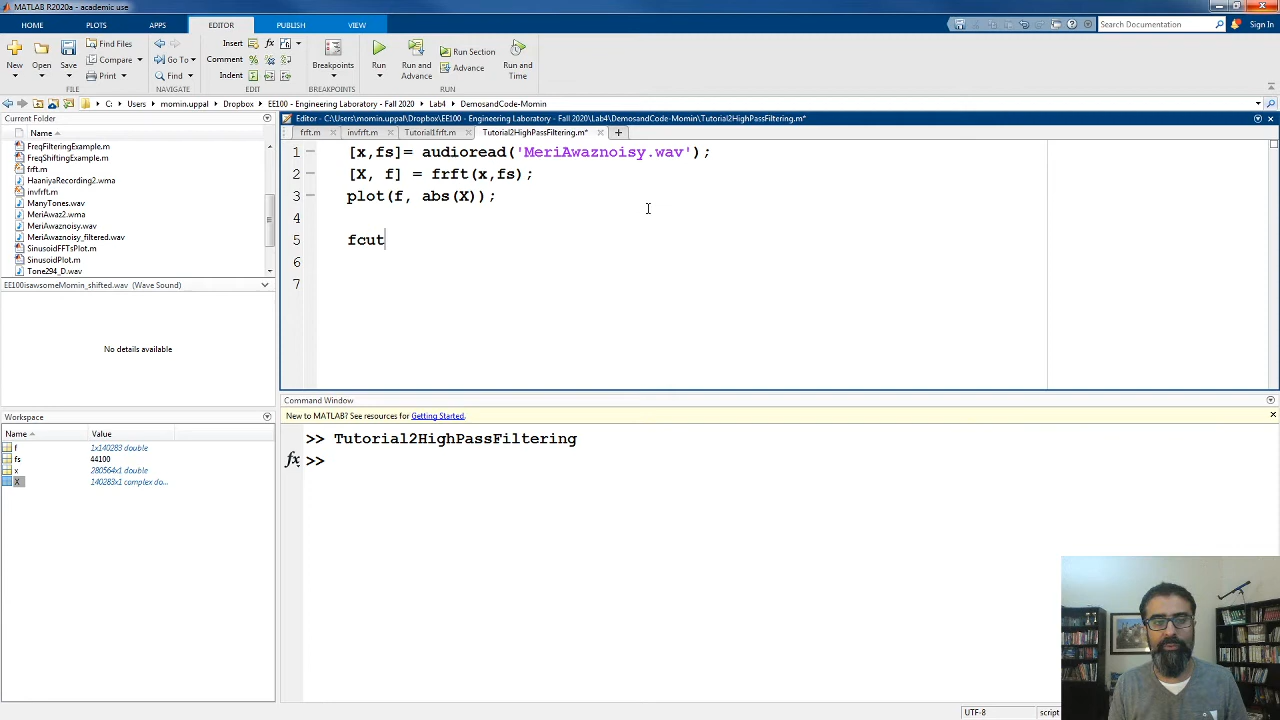 MATLAB R2020a - academic use
HOME PLOTS APPS EDITOR PUBLISH VIEW
Search Documentation Sign In
New Open Save Find Files Compare Print Go To Find
Insert Comment Indent
Breakpoints Run Run and Advance Run Section Advance Run and Time
FILE NAVIGATE EDIT BREAKPOINTS RUN
C: Users momin.uppal Dropbox EE100 - Engineering Laboratory - Fall 2020 Lab4 DemosandCode-Momin
Current Folder
Name
FreqFilteringExample.m
FreqShiftingExample.m
frft.m
HaaniyaRecording2.wma
invfrft.m
ManyTones.wav
MeriAwaz2.wma
MeriAwaznoisy.wav
MeriAwaznoisy_filtered.wav
SinusoidFFTsPlot.m
SinusoidPlot.m
Tone294_D.wav
EE100isawsomeMomin_shifted.wav (Wave Sound)
No details available
Workspace
Name Value
f 1x140283 double
fs 44100
x 280564x1 double
X 140283x1 complex do...
Editor - C:\Users\momin.uppal\Dropbox\EE100 - Engineering Laboratory - Fall 2020\Lab4\DemosandCode-Momin\Tutorial2HighPassFiltering.m*
frft.m invfrft.m Tutorial1frft.m Tutorial2HighPassFiltering.m*
1 [x,fs]= audioread('MeriAwaznoisy.wav');
2 [X, f] = frft(x,fs);
3 plot(f, abs(X));
4
5 fcut
6
7
Command Window
New to MATLAB? See resources for Getting Started.
>> Tutorial2HighPassFiltering
fx >>
UTF-8 script